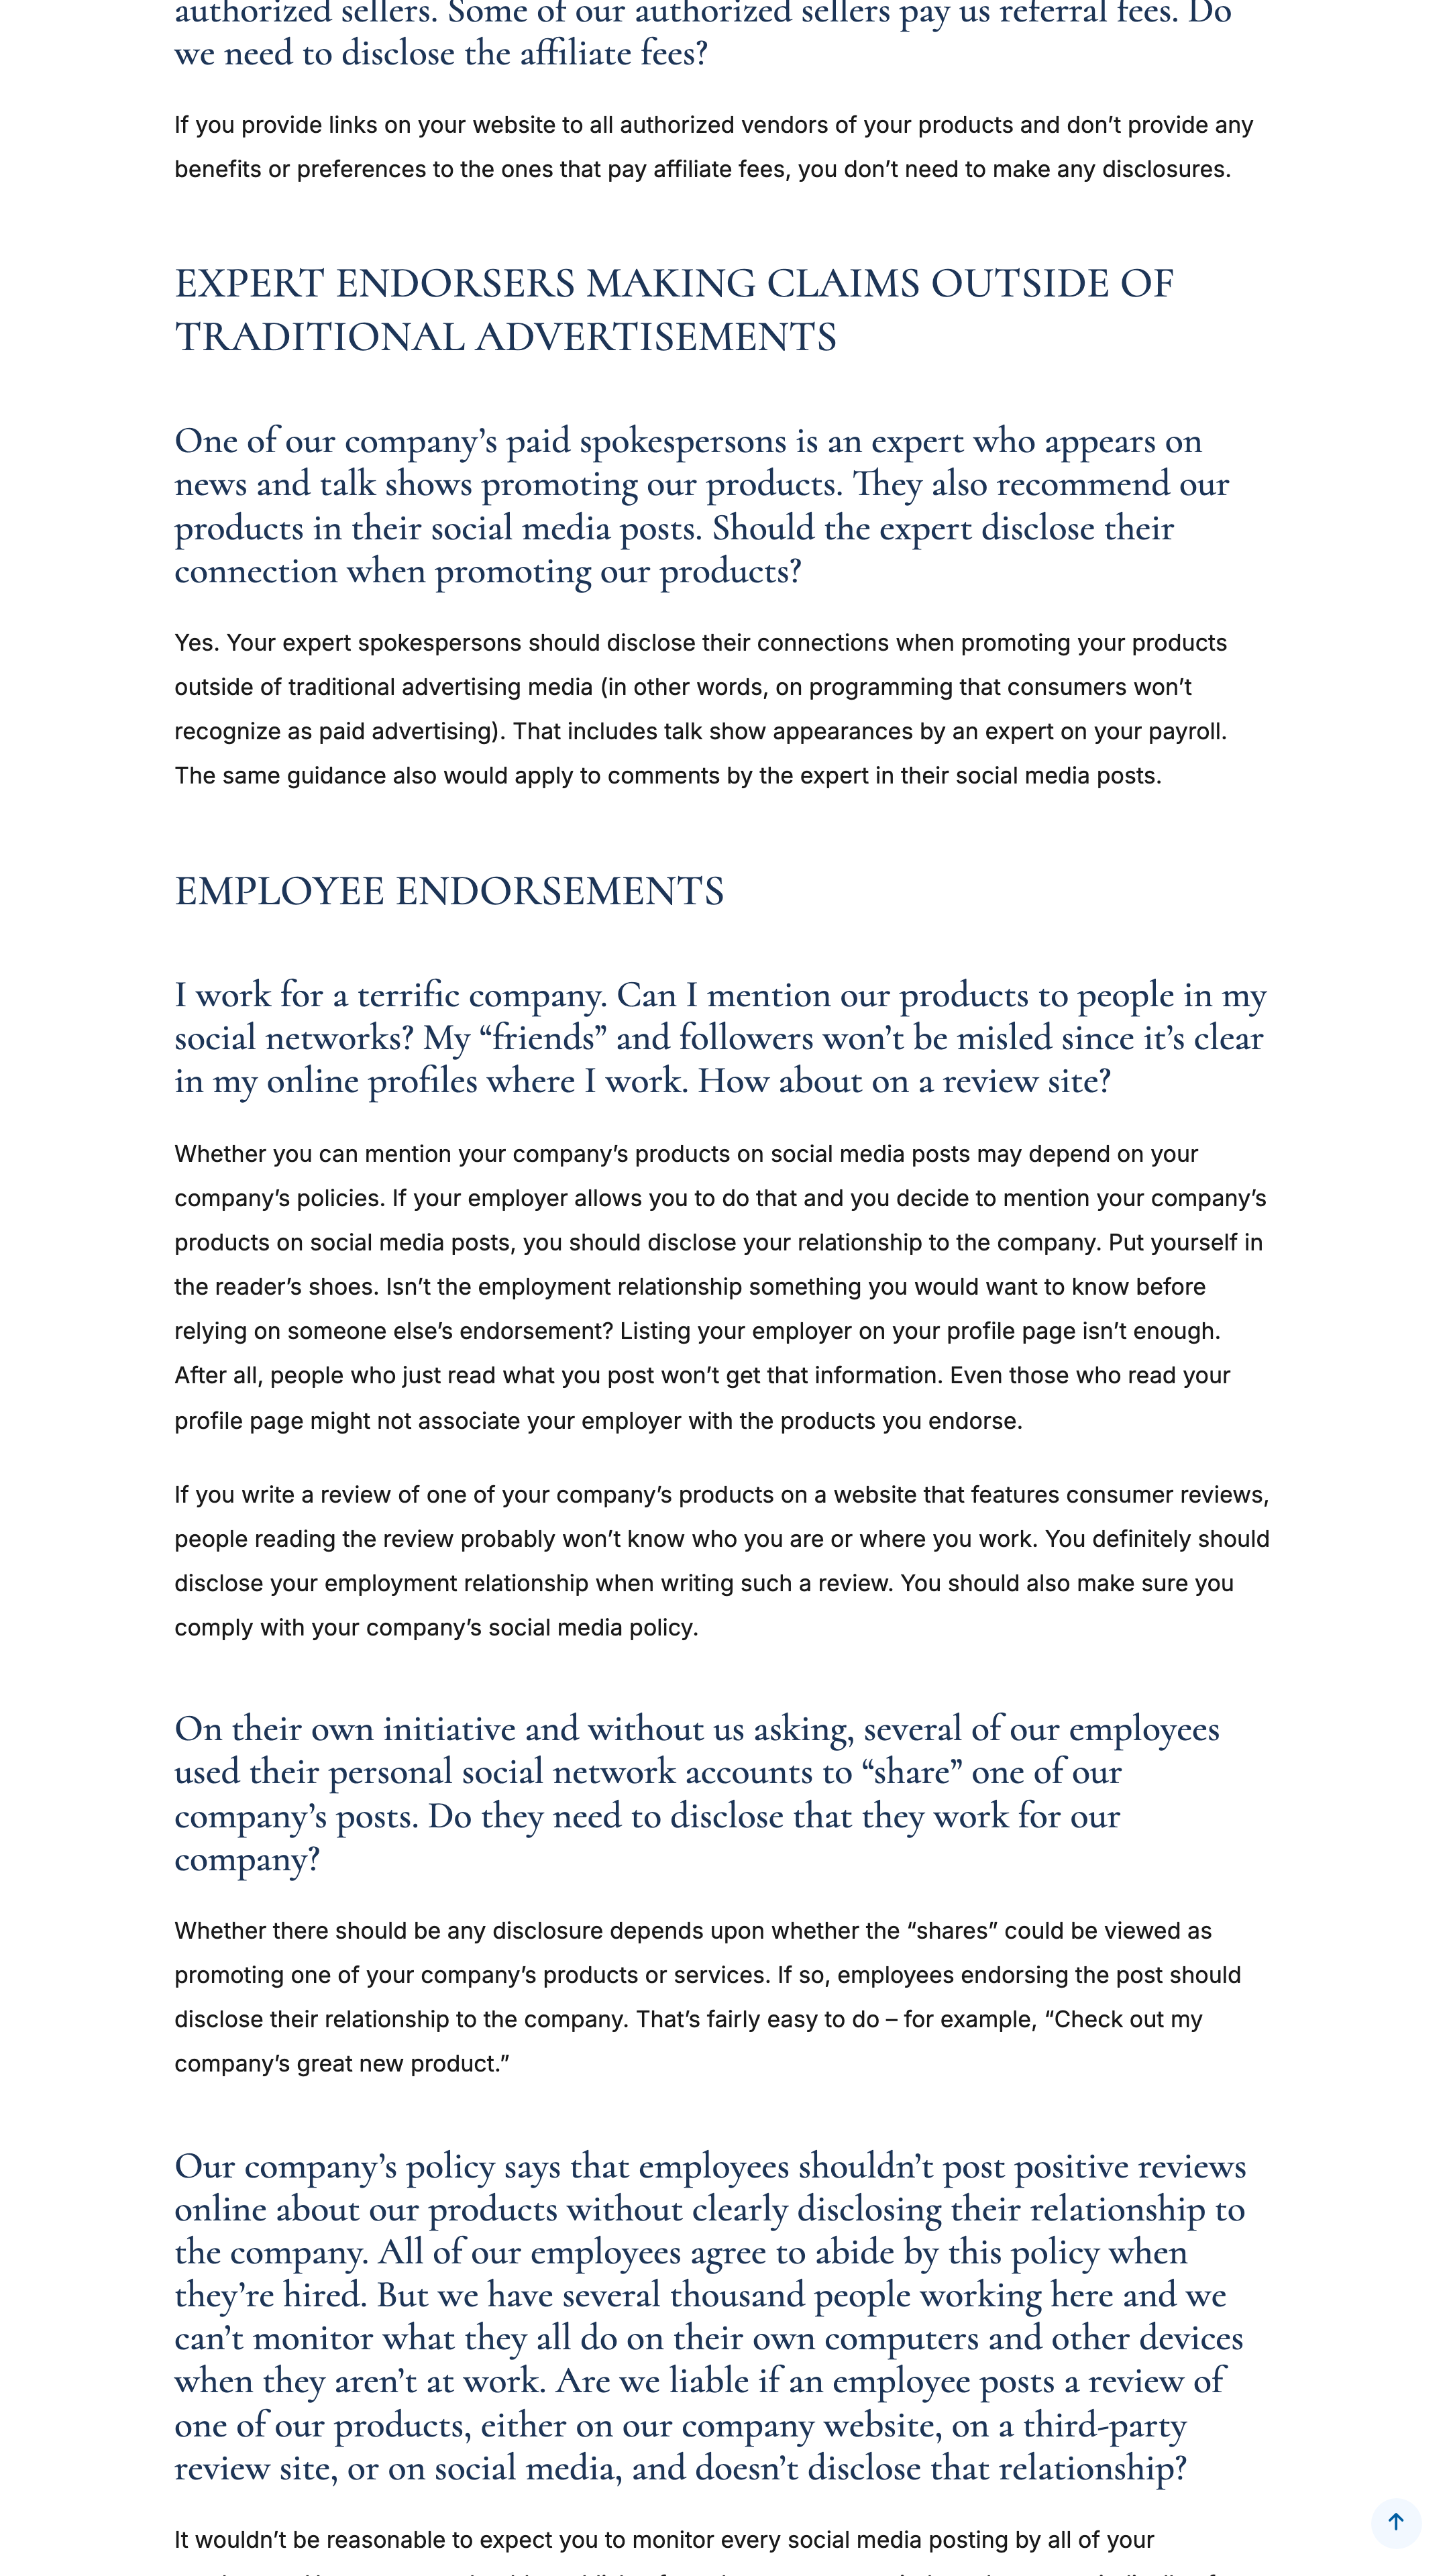 authorized sellers. Some of our authorized sellers pay us referral fees. Do
we need to disclose the affiliate fees?
If you provide links on your website to all authorized vendors of your products and don’t provide any
benefits or preferences to the ones that pay affiliate fees, you don’t need to make any disclosures.
EXPERT ENDORSERS MAKING CLAIMS OUTSIDE OF
TRADITIONAL ADVERTISEMENTS
One of our company’s paid spokespersons is an expert who appears on
news and talk shows promoting our products. They also recommend our
products in their social media posts. Should the expert disclose their
connection when promoting our products?
Yes. Your expert spokespersons should disclose their connections when promoting your products
outside of traditional advertising media (in other words, on programming that consumers won’t
recognize as paid advertising). That includes talk show appearances by an expert on your payroll.
The same guidance also would apply to comments by the expert in their social media posts.
EMPLOYEE ENDORSEMENTS
I work for a terrific company. Can I mention our products to people in my
social networks? My “friends” and followers won’t be misled since it’s clear
in my online profiles where I work. How about on a review site?
Whether you can mention your company’s products on social media posts may depend on your
company’s policies. If your employer allows you to do that and you decide to mention your company’s
products on social media posts, you should disclose your relationship to the company. Put yourself in
the reader’s shoes. Isn’t the employment relationship something you would want to know before
relying on someone else’s endorsement? Listing your employer on your profile page isn’t enough.
After all, people who just read what you post won’t get that information. Even those who read your
profile page might not associate your employer with the products you endorse.
If you write a review of one of your company’s products on a website that features consumer reviews,
people reading the review probably won’t know who you are or where you work. You definitely should
disclose your employment relationship when writing such a review. You should also make sure you
comply with your company’s social media policy.
On their own initiative and without us asking, several of our employees
used their personal social network accounts to “share” one of our
company’s posts. Do they need to disclose that they work for our
company?
Whether there should be any disclosure depends upon whether the “shares” could be viewed as
promoting one of your company’s products or services. If so, employees endorsing the post should
disclose their relationship to the company. That’s fairly easy to do – for example, “Check out my
company’s great new product.”
Our company’s policy says that employees shouldn’t post positive reviews
online about our products without clearly disclosing their relationship to
the company. All of our employees agree to abide by this policy when
they’re hired. But we have several thousand people working here and we
can’t monitor what they all do on their own computers and other devices
when they aren’t at work. Are we liable if an employee posts a review of
one of our products, either on our company website, on a third-party
review site, or on social media, and doesn’t disclose that relationship?
It wouldn’t be reasonable to expect you to monitor every social media posting by all of your